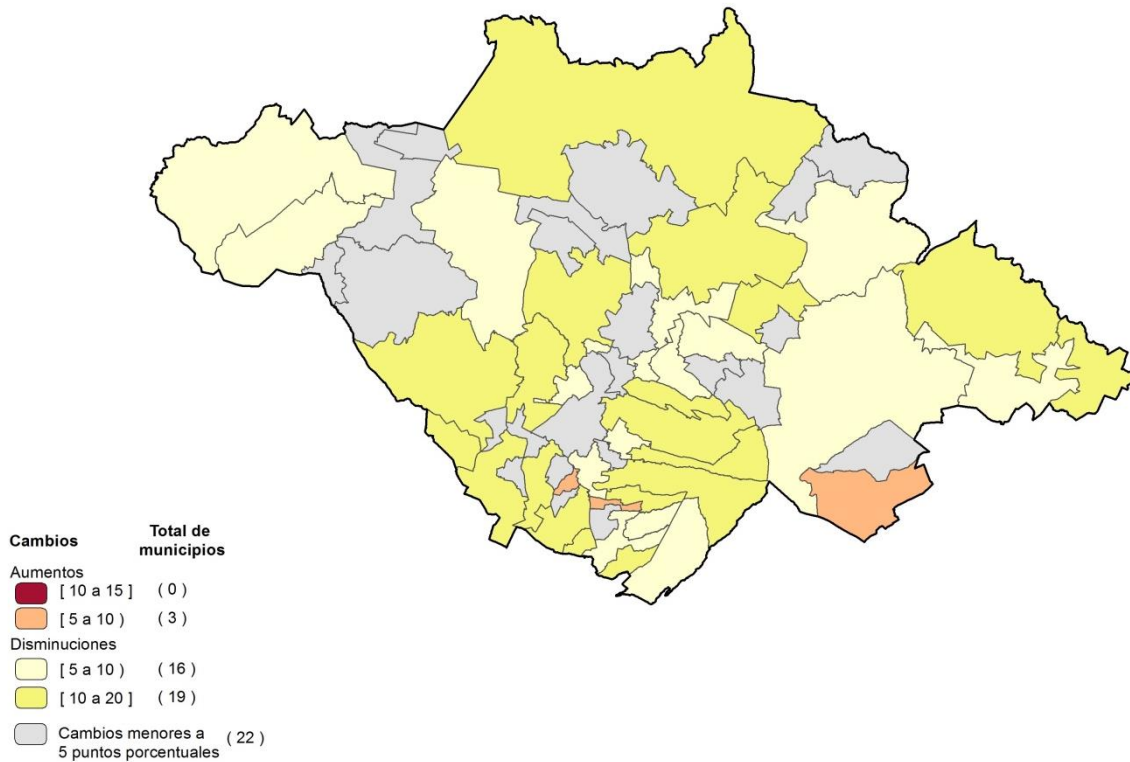 Cambios Total de
municipios
Aumentos
[ 10 a 15 ] ( 0 )
[ 5 a 10 ) ( 3 )
Disminuciones
[ 5 a 10 ) ( 16 )
[ 10 a 20 ] ( 19 )
Cambios menores a
5 puntos porcentuales ( 22 )